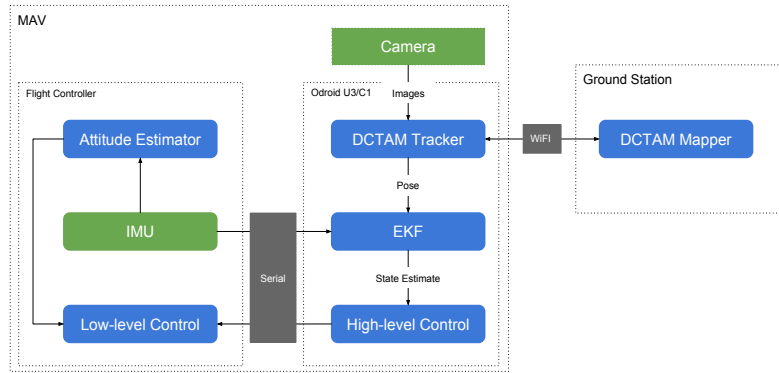 MAV
Camera
Ground Station
Flight Controller
Odroid U3/C1
Images
Attitude Estimator
DCTAM Tracker
WiFI
DCTAM Mapper
Pose
IMU
EKF
Serial
State Estimate
Low-level Control
High-level Control